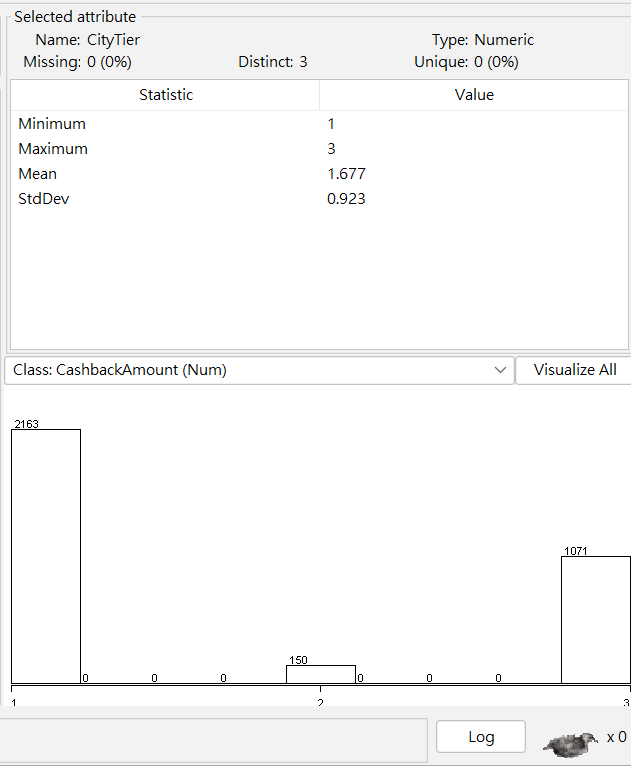 Selected attribute
Name: CityTier Type: Numeric
Missing: 0 (0%) Distinct: 3 Unique: 0 (0%)
Statistic Value
Minimum 1
Maximum 3
Mean 1.677
StdDev 0.923
Class: CashbackAmount (Num) Visualize All
2163
1071
150
0 0 0 0 0 0
1 2 3
Log x 0